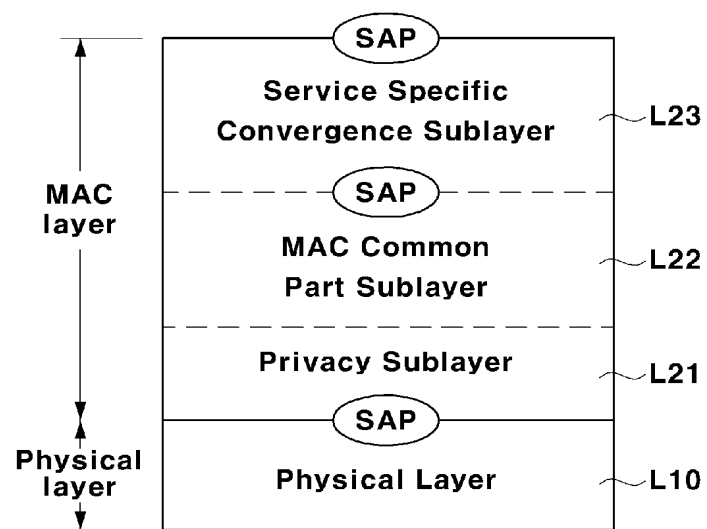 SAP
Service Specific
Convergence Sublayer
L23
SAP
MAC
layer
MAC Common
Part Sublayer
L22
Privacy Sublayer
L21
SAP
Physical
layer
Physical Layer
L10